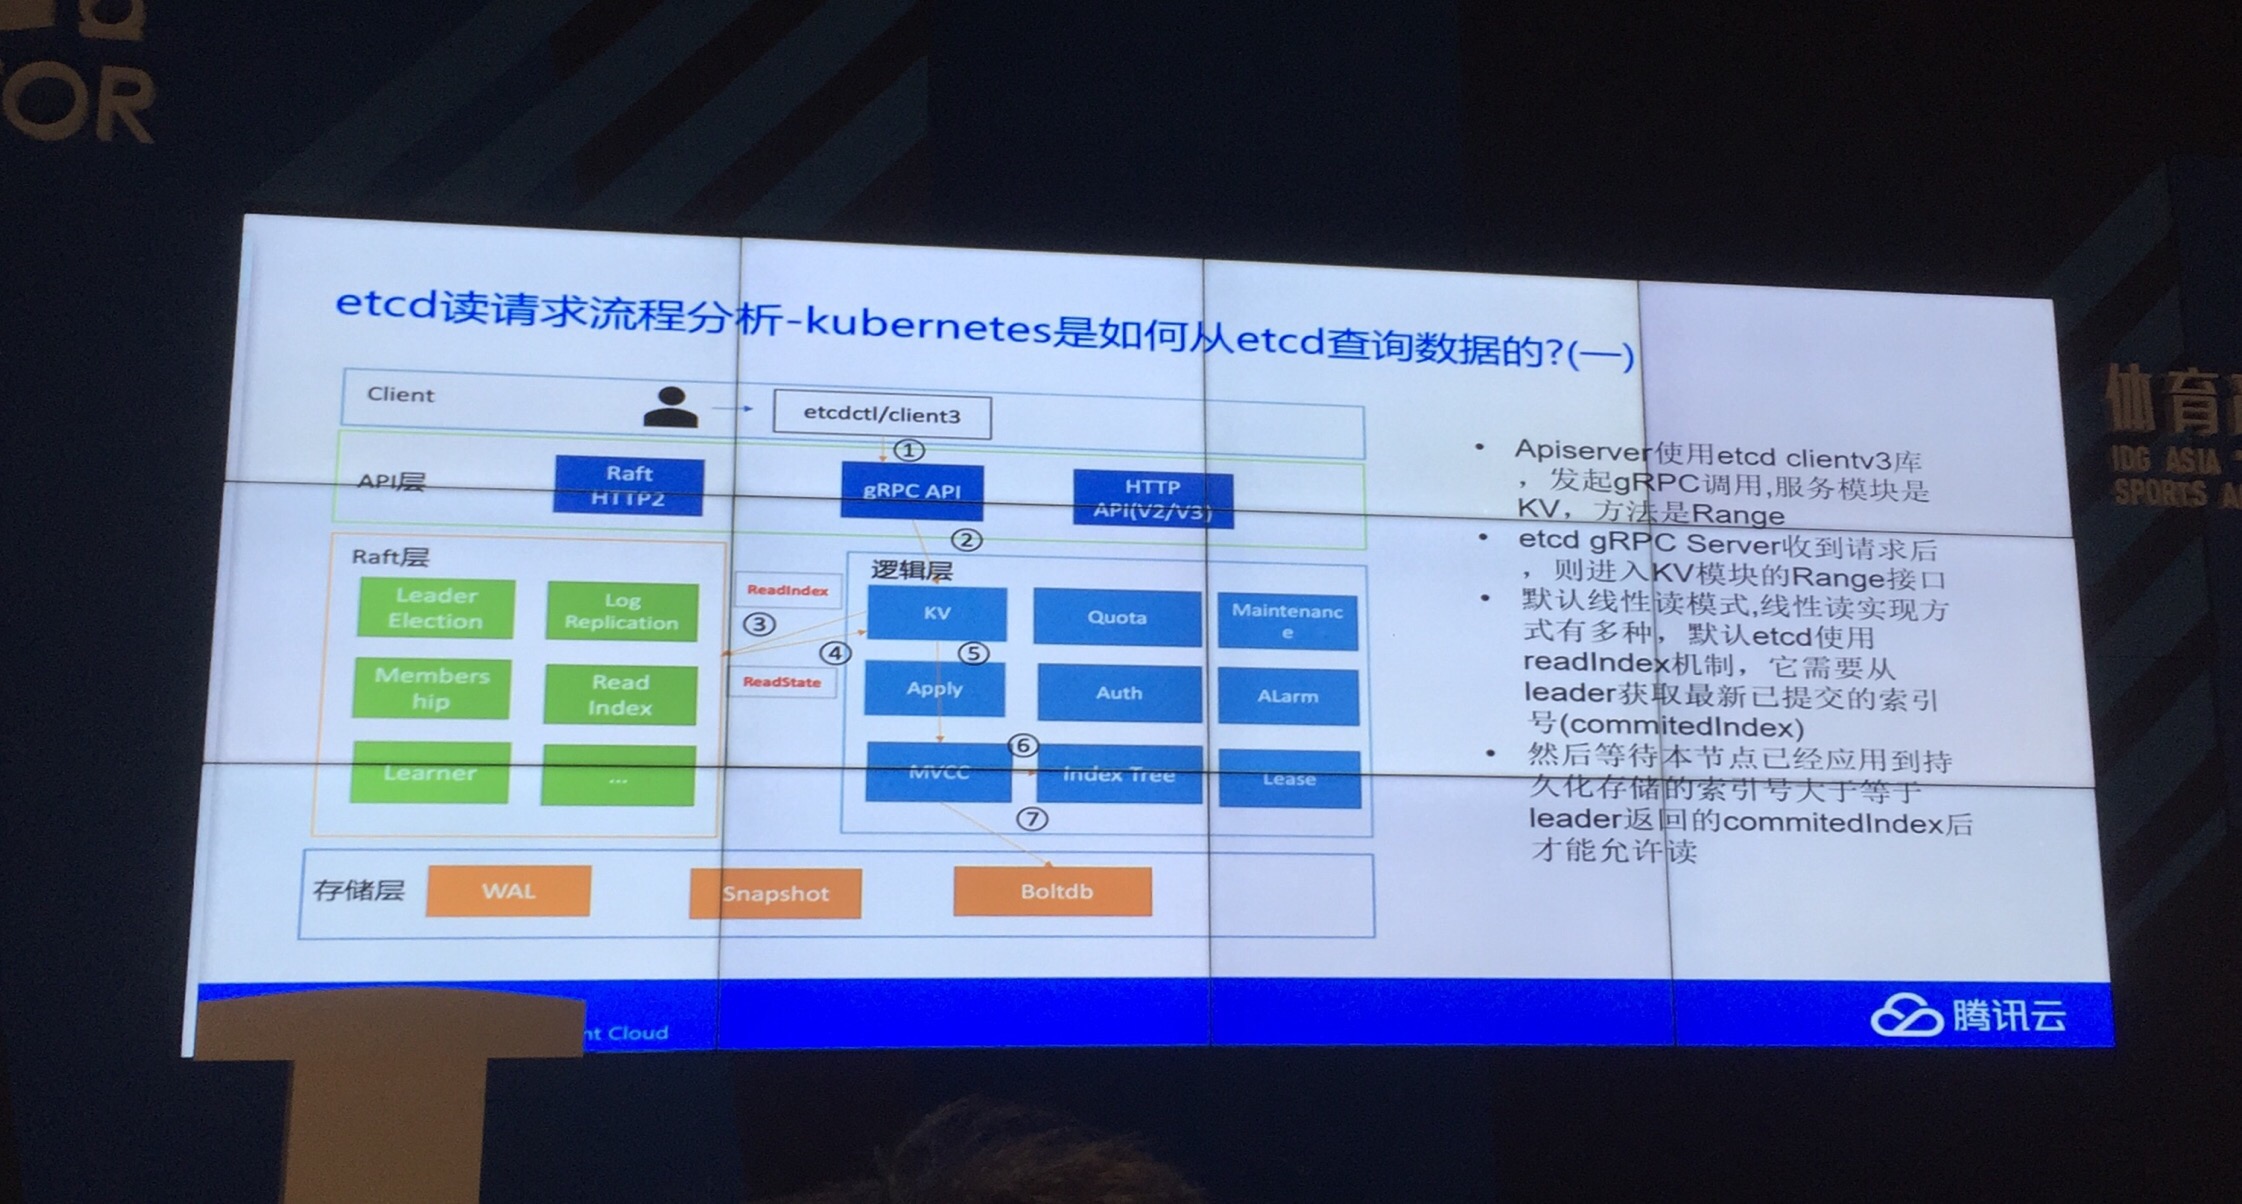 OR
etcd读请求流程分析-kubernetes是如何从etcd查询数据的?(一)
Client
etcdctl/client3
①
API层
Raft
HTTP2
gRPC API
HTTP
API(V2/V3)
②
Raft层
Leader
Election
Log
Replication
Members
hip
Read
Index
Learner
...
ReadIndex
③
④
ReadState
逻辑层
KV
Quota
Maintenanc
e
⑤
Apply
Auth
ALarm
⑥
MVCC
Index Tree
Lease
⑦
存储层
WAL
Snapshot
Boltdb
• Apiserver使用etcd clientv3库
，发起gRPC调用,服务模块是
KV，方法是Range
• etcd gRPC Server收到请求后
，则进入KV模块的Range接口
• 默认线性读模式,线性读实现方
式有多种，默认etcd使用
readIndex机制，它需要从
leader获取最新已提交的索引
号(commitedIndex)
• 然后等待本节点已经应用到持
久化存储的索引号大于等于
leader返回的commitedIndex后
才能允许读
nt Cloud
腾讯云
体育
IDG ASIA
SPORTS